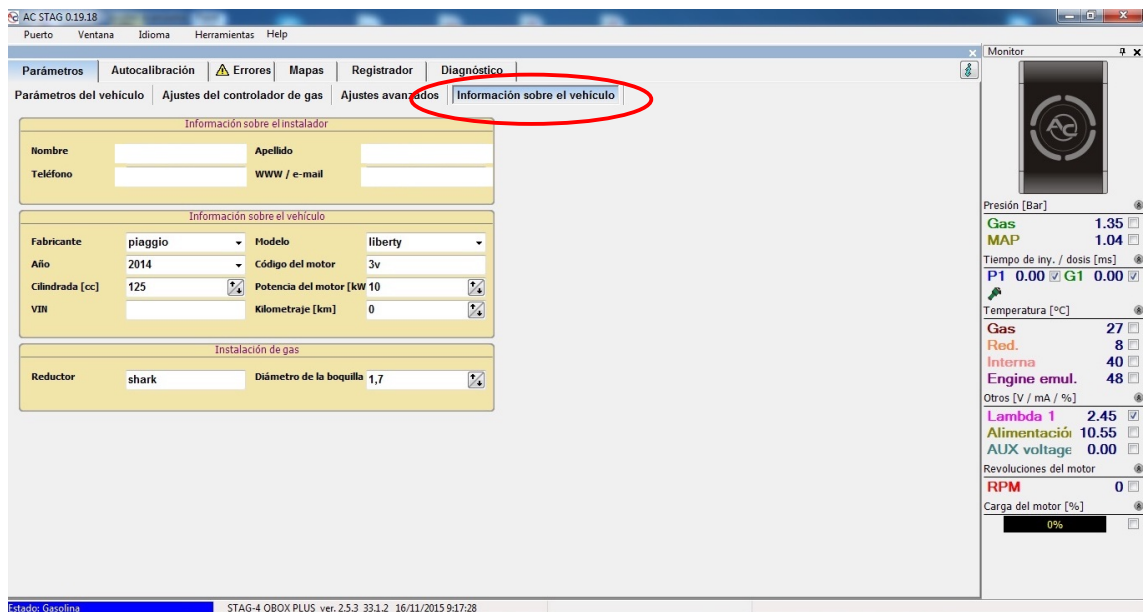 AC STAG 0.19.18
Puerto Ventana Idioma Herramientas Help
Parámetros Autocalibración Errores Mapas Registrador Diagnóstico
Parámetros del vehículo Ajustes del controlador de gas Ajustes avanzados Información sobre el vehículo
Información sobre el instalador
Nombre Apellido
Teléfono WWW / e-mail
Información sobre el vehículo
Fabricante piaggio Modelo liberty
Año 2014 Código del motor 3v
Cilindrada [cc] 125 Potencia del motor [kW 10
VIN Kilometraje [km] 0
Instalación de gas
Reductor shark Diámetro de la boquilla 1,7
Monitor
AC
Presión [Bar]
Gas 1.35
MAP 1.04
Tiempo de iny. / dosis [ms]
P1 0.00 G1 0.00
Temperatura [°C]
Gas 27
Red. 8
Interna 40
Engine emul. 48
Otros [V / mA / %]
Lambda 1 2.45
Alimentación 10.55
AUX voltage 0.00
Revoluciones del motor
RPM 0
Carga del motor [%]
0%
Estado: Gasolina STAG-4 QBOX PLUS ver. 2.5.3 33.1.2 16/11/2015 9:17:28